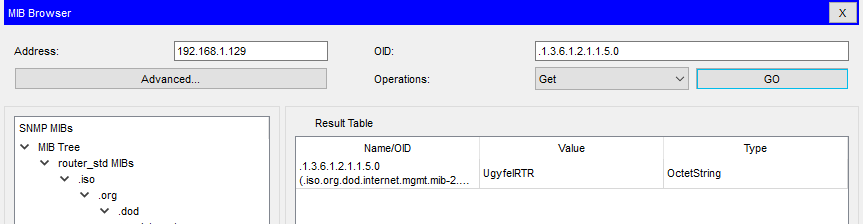 MIB Browser X
Address: 192.168.1.129 OID: .1.3.6.1.2.1.1.5.0
Advanced... Operations: Get GO
SNMP MIBs
MIB Tree
router_std MIBs
.iso
.org
.dod
Result Table
Name/OID Value Type
.1.3.6.1.2.1.1.5.0
(.iso.org.dod.internet.mgmt.mib-2.... UgyfelRTR OctetString